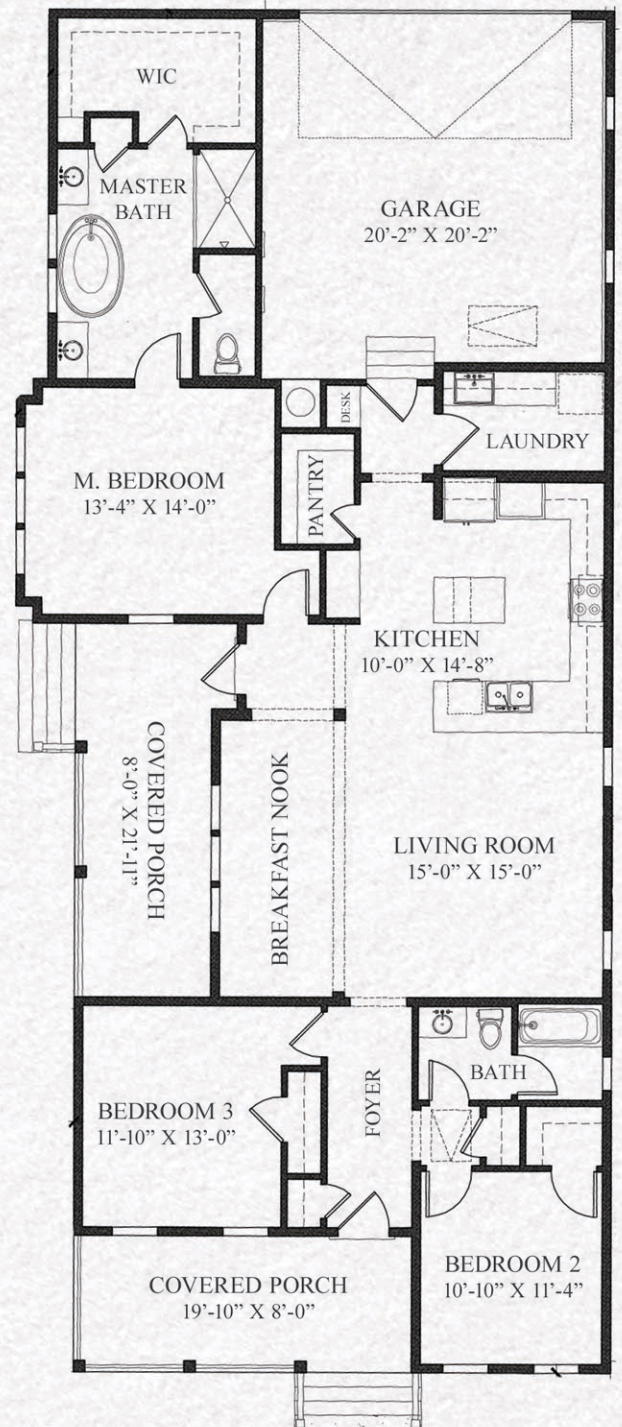 WIC
MASTER
BATH
GARAGE
20’-2” X 20’-2”
DESK
LAUNDRY
M. BEDROOM
13’-4” X 14’-0”
PANTRY
KITCHEN
10’-0” X 14’-8”
COVERED PORCH
8’-0” X 21’-11”
BREAKFAST NOOK
LIVING ROOM
15’-0” X 15’-0”
BATH
FOYER
BEDROOM 3
11’-10” X 13’-0”
BEDROOM 2
10’-10” X 11’-4”
COVERED PORCH
19’-10” X 8’-0”